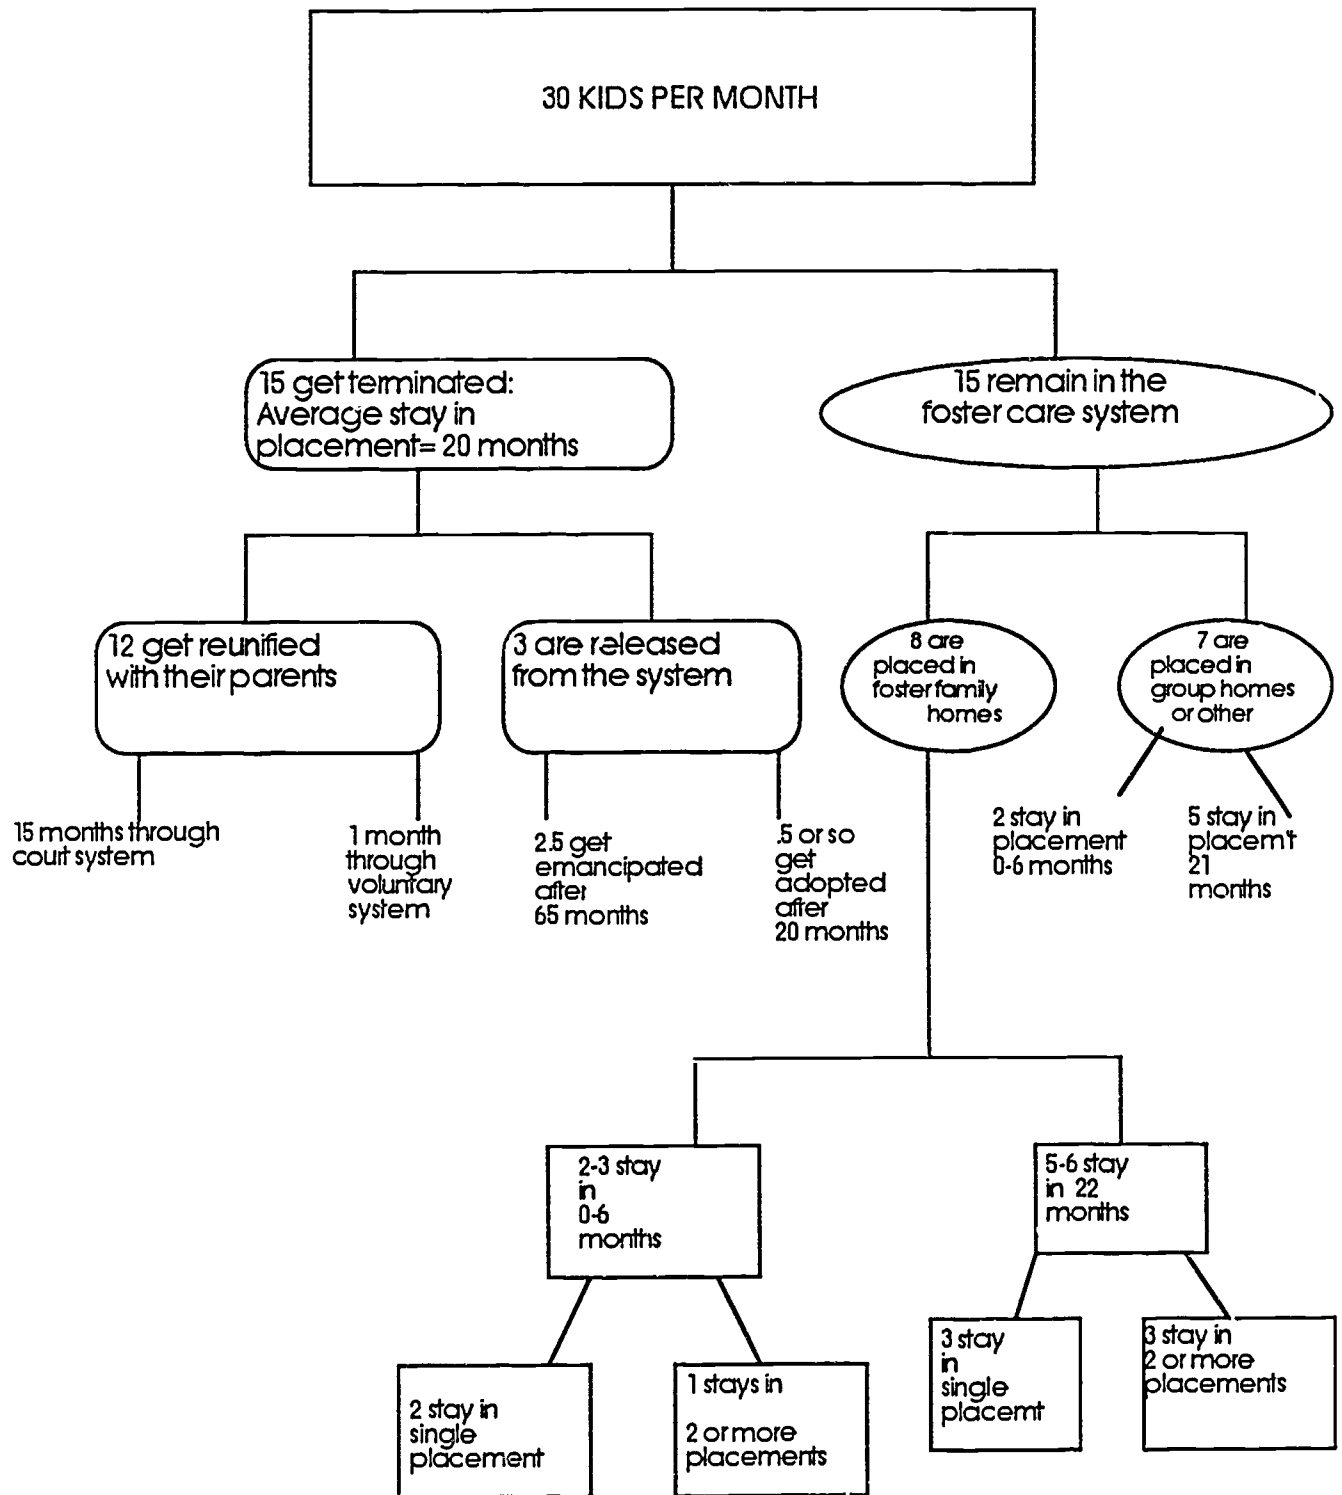 30 KIDS PER MONTH
15 get terminated:
Average stay in
placement= 20 months
15 remain in the
foster care system
12 get reunified
with their parents
3 are released
from the system
8 are
placed in
foster family
homes
7 are
placed in
group homes
or other
15 months through
court system
1 month
through
voluntary
system
2.5 get
emancipated
after
65 months
.5 or so
get
adopted
after
20 months
2 stay in
placement
0-6 months
5 stay in
placem't
21
months
2-3 stay
in
0-6
months
5-6 stay
in 22
months
2 stay in
single
placement
1 stays in
2 or more
placements
3 stay
in
single
placemt
3 stay in
2 or more
placements